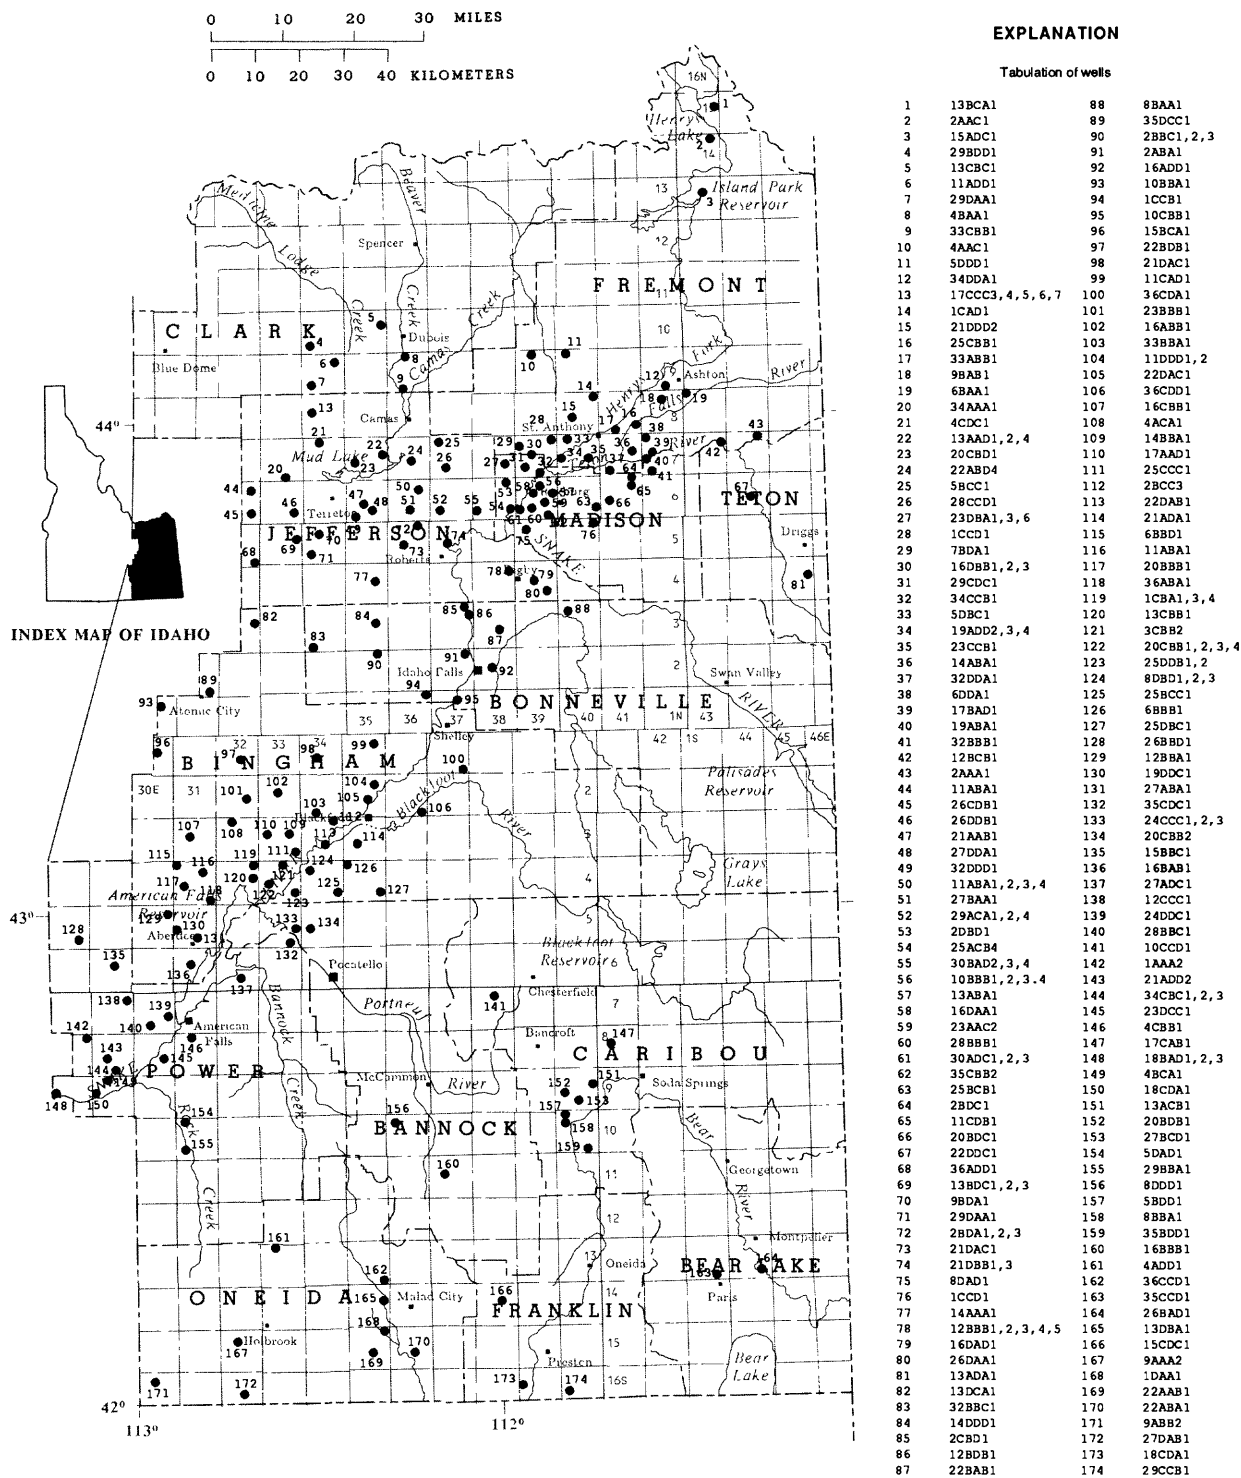 0 10 20 30 MILES
0 10 20 30 40 KILOMETERS
EXPLANATION
Tabulation of wells
1 13BCA1 88 8BAA1
2 2AAC1 89 35DCC1
3 15ADC1 90 2BBC1,2,3
4 29BDD1 91 2ABA1
5 13CBC1 92 16ADD1
6 11ADD1 93 10BBA1
7 29DAA1 94 1CCB1
8 4BAA1 95 10CBB1
9 33CBB1 96 15BCA1
10 4AAC1 97 22BDB1
11 5DDD1 98 21DAC1
12 34DDA1 99 11CAD1
13 17CCC3,4,5,6,7 100 36CDA1
14 1CAD1 101 23BBB1
15 21DDD2 102 16ABB1
16 25CBB1 103 33BBA1
17 33ABB1 104 11DDD1,2
18 9BAB1 105 22DAC1
19 6BAA1 106 36CDD1
20 34AAA1 107 16CBB1
21 4CDC1 108 4ACA1
22 13AAD1,2,4 109 14BBA1
23 20CBD1 110 17AAD1
24 22ABD4 111 25CCC1
25 5BCC1 112 2BCC3
26 28CCD1 113 22DAB1
27 23DBA1,3,6 114 21ADA1
28 1CCD1 115 6BBD1
29 7BDA1 116 11ABA1
30 16DBB1,2,3 117 20BBB1
31 29CDC1 118 36ABA1
32 34CCB1 119 1CBA1,3,4
33 5DBC1 120 13CBB1
34 19ADD2,3,4 121 3CBB2
35 23CCB1 122 20CBB1,2,3,4
36 14ABA1 123 25DDB1,2
37 32DDA1 124 8DBD1,2,3
38 6DDA1 125 25BCC1
39 17BAD1 126 6BBB1
40 19ABA1 127 25DBC1
41 32BBB1 128 26BBD1
42 12BCB1 129 12BBA1
43 2AAA1 130 19DDC1
44 11ABA1 131 27ABA1
45 26CDB1 132 35CDC1
46 26DDB1 133 24CCC1,2,3
47 21AAB1 134 20CBB2
48 27DDA1 135 15BBC1
49 32DDD1 136 16BAB1
50 11ABA1,2,3,4 137 27ADC1
51 27BAA1 138 12CCC1
52 29ACA1,2,4 139 24DDC1
53 2DBD1 140 28BBC1
54 25ACB4 141 10CCD1
55 30BAD2,3,4 142 1AAA2
56 10BBB1,2,3,4 143 21ADD2
57 13ABA1 144 34CBC1,2,3
58 16DAA1 145 23DCC1
59 23AAC2 146 4CBB1
60 28BBB1 147 17CAB1
61 30ADC1,2,3 148 18BAD1,2,3
62 35CBB2 149 4BCA1
63 25BCB1 150 18CDA1
64 2BDC1 151 13ACB1
65 11CDB1 152 20BDB1
66 20BDC1 153 27BCD1
67 22DDC1 154 5DAD1
68 36ADD1 155 29BBA1
69 13BDC1,2,3 156 8DDD1
70 9BDA1 157 5BDD1
71 29DAA1 158 8BBA1
72 2BDA1,2,3 159 35BDD1
73 21DAC1 160 16BBB1
74 21DBB1,3 161 4ADD1
75 8DAD1 162 36CCD1
76 1CCD1 163 35CCD1
77 14AAA1 164 26BAD1
78 12BBB1,2,3,4,5 165 13DBA1
79 16DAD1 166 15CDC1
80 26DAA1 167 9AAA2
81 13ADA1 168 1DAA1
82 13DCA1 169 22AAB1
83 32BBC1 170 22ABA1
84 14DDD1 171 9ABB2
85 2CBD1 172 27DAB1
86 12BDB1 173 18CDA1
87 22BAB1 174 29CCB1
16N
Henrys Lake
Island Park Reservoir
Medicine Lodge Creek
Beaver Creek
Spencer
FREMONT
CLARK
Blue Dome
Dubois
Camas Creek
Henrys Fork
Ashton
Falls River
Camas
St. Anthony
44°
Mud Lake
Terreton
JEFFERSON
MADISON
TETON
Driggs
Roberts
SNAKE
Rigby
INDEX MAP OF IDAHO
Idaho Falls
Swan Valley
BONNEVILLE
RIVER
Atomic City
Shelley
BINGHAM
Blackfoot River
Palisades Reservoir
Grays Lake
American Falls Reservoir
43°
Aberdeen
Blackfoot Reservoir
Pocatello
Chesterfield
Portneuf River
Bannock Creek
American Falls
Bancroft
CARIBOU
POWER
McCammon
Soda Springs
Rock Creek
BANNOCK
Bear River
Georgetown
Montpelier
Oneida
BEAR LAKE
Paris
ONEIDA
Malad City
FRANKLIN
Holbrook
Preston
Bear Lake
16S
42°
113°
112°